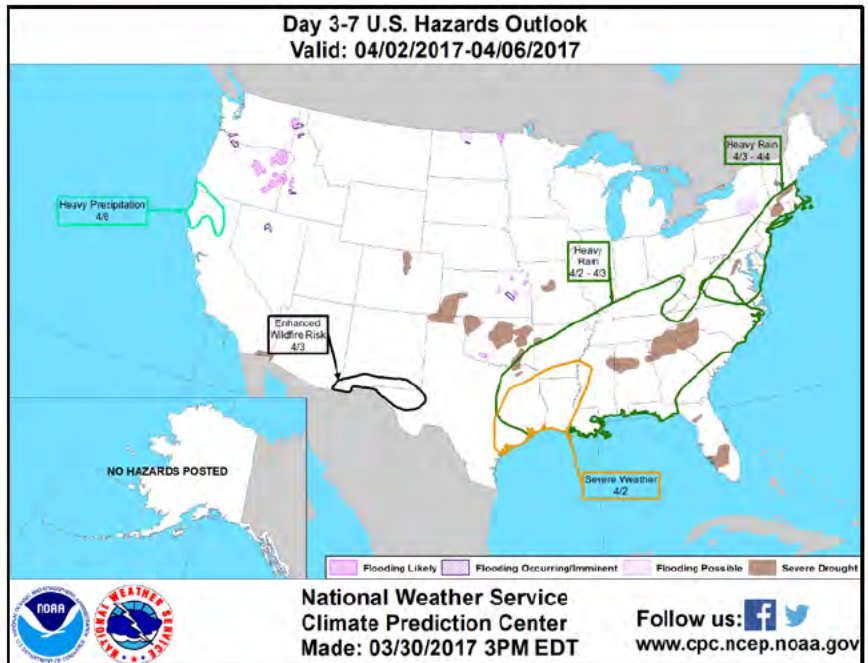 Day 3-7 U.S. Hazards Outlook
Valid: 04/02/2017-04/06/2017
Heavy Rain
4/3 - 4/4
Heavy Precipitation
4/6
Heavy
Rain
4/2 - 4/3
Enhanced
Wildfire Risk
4/3
NO HAZARDS POSTED
Severe Weather
4/2
Flooding Likely
Flooding Occurring/Imminent
Flooding Possible
Severe Drought
NOAA
NATIONAL WEATHER SERVICE
National Weather Service
Climate Prediction Center
Made: 03/30/2017 3PM EDT
Follow us:
www.cpc.ncep.noaa.gov